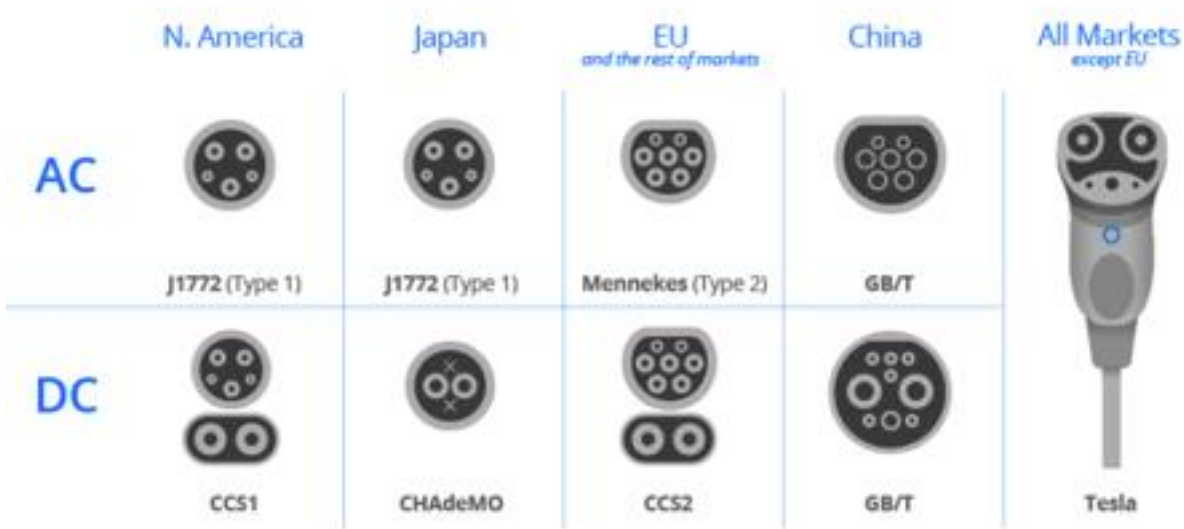 N. America
Japan
EU
and the rest of markets
China
All Markets
except EU
AC
J1772 (Type 1)
J1772 (Type 1)
Mennekes (Type 2)
GB/T
DC
CCS1
CHAdeMO
CCS2
GB/T
Tesla